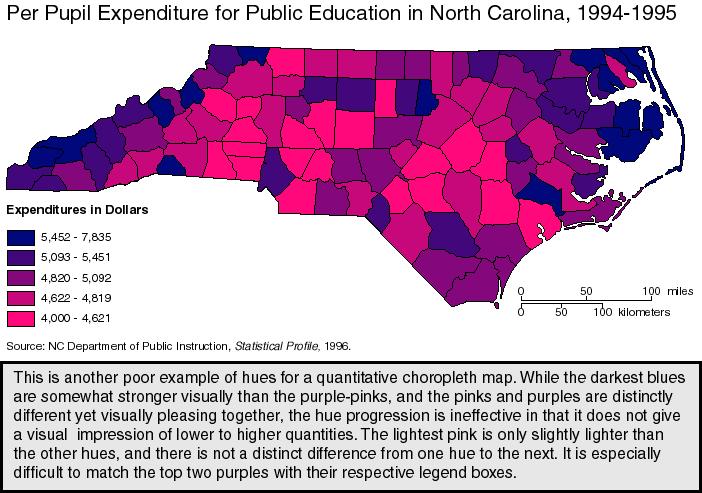 Per Pupil Expenditure for Public Education in North Carolina, 1994-1995
Expenditures in Dollars
5,452 - 7,835
5,093 - 5,451
4,820 - 5,092
4,622 - 4,819
4,000 - 4,621
0 50 100 miles
0 50 100 kilometers
Source: NC Department of Public Instruction, Statistical Profile, 1996.
This is another poor example of hues for a quantitative choropleth map. While the darkest blues
are somewhat stronger visually than the purple-pinks, and the pinks and purples are distinctly
different yet visually pleasing together, the hue progression is ineffective in that it does not give
a visual  impression of lower to higher quantities. The lightest pink is only slightly lighter than
the other hues, and there is not a distinct difference from one hue to the next. It is especially
difficult to match the top two purples with their respective legend boxes.